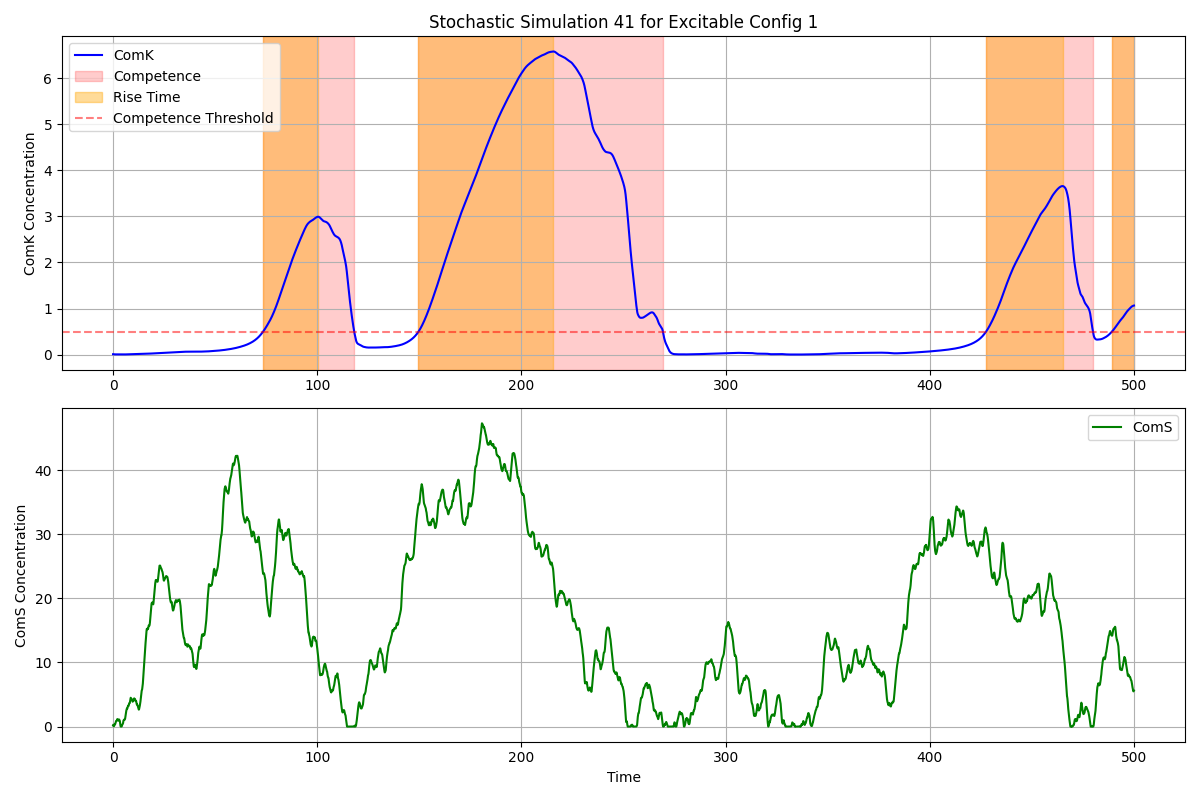 Stochastic Simulation 41 for Excitable Config 1
ComK
Competence
Rise Time
Competence Threshold
ComK Concentration
6
5
4
3
2
1
0
0 100 200 300 400 500
ComS
ComS Concentration
40
30
20
10
0
0 100 200 300 400 500
Time